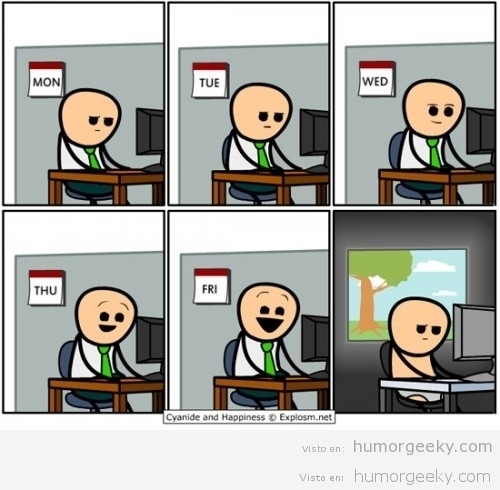 MON
TUE
WED
THU
FRI
Cyanide and Happiness © Explosm.net
Visto en: humorgeeky.com
Visto en: humorgeeky.com